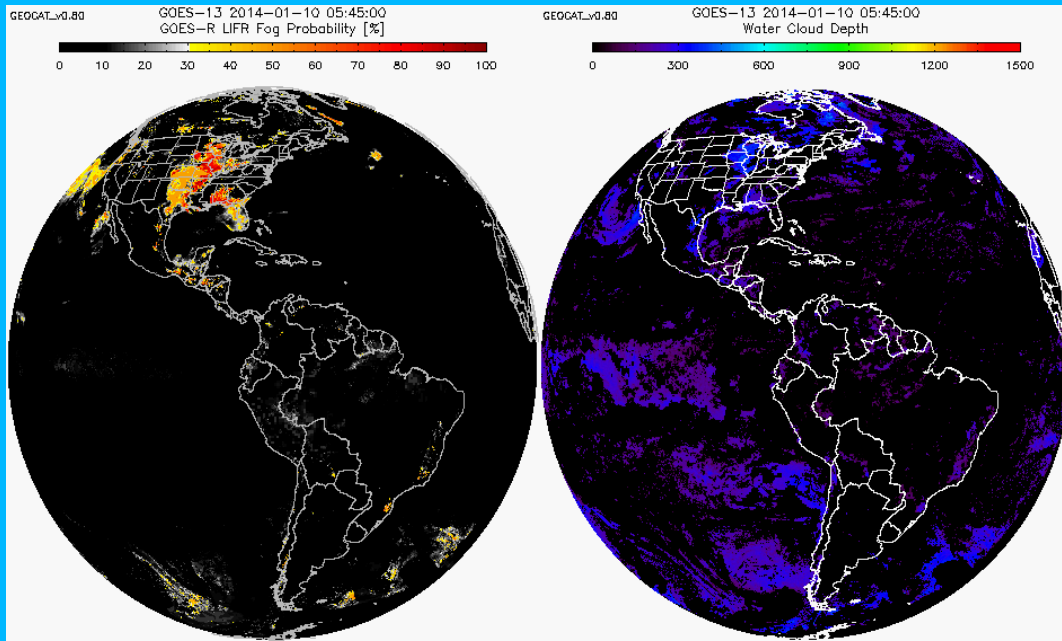 GEOCAT_v0.80
GOES-13 2014-01-10 05:45:00
GOES-R LIFR Fog Probability [%]
0 10 20 30 40 50 60 70 80 90 100
GEOCAT_v0.80
GOES-13 2014-01-10 05:45:00
Water Cloud Depth
0 300 600 900 1200 1500